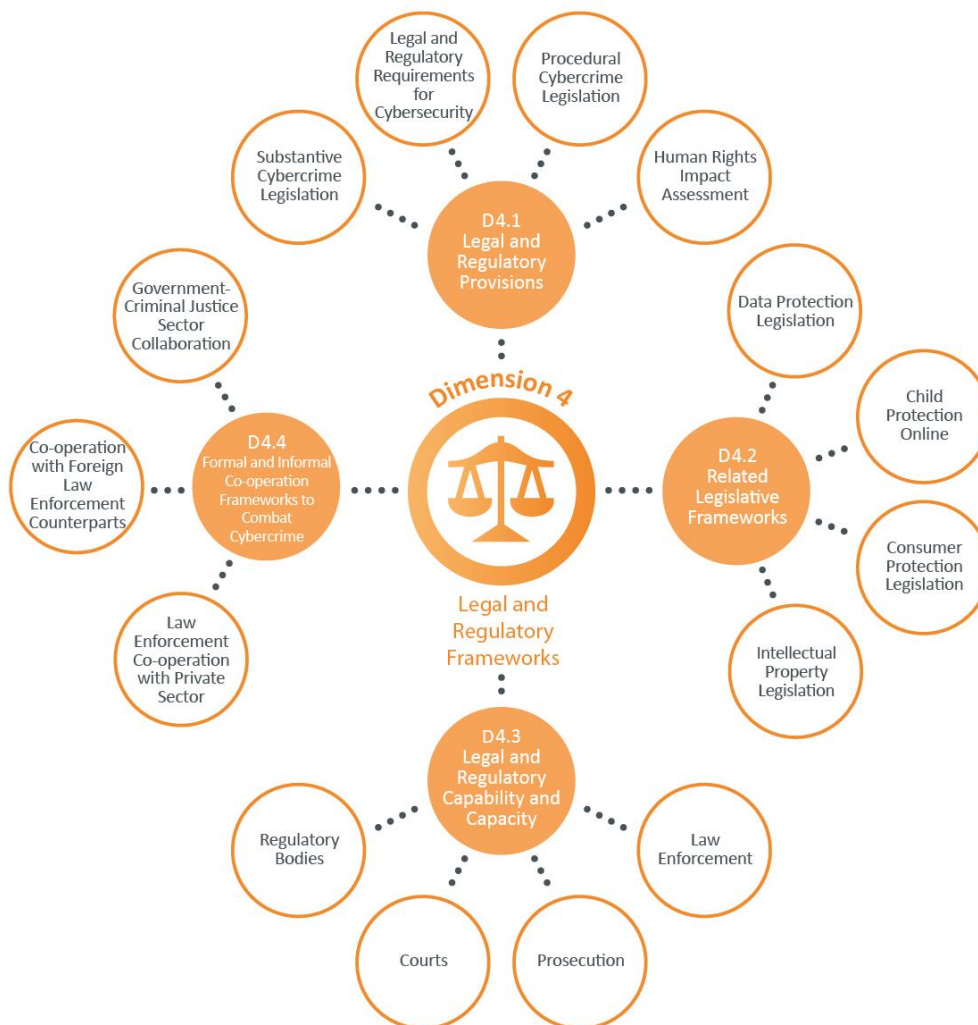 Legal and
Regulatory
Requirements
for
Cybersecurity
Procedural
Cybercrime
Legislation
Substantive
Cybercrime
Legislation
Human Rights
Impact
Assessment
D4.1
Legal and
Regulatory
Provisions
Government-
Criminal Justice
Sector
Collaboration
Data Protection
Legislation
Dimension 4
Child
Protection
Online
D4.4
Formal and Informal
Co-operation
Frameworks to
Combat
Cybercrime
Co-operation
with Foreign
Law
Enforcement
Counterparts
D4.2
Related
Legislative
Frameworks
Consumer
Protection
Legislation
Legal and
Regulatory
Frameworks
Law
Enforcement
Co-operation
with Private
Sector
Intellectual
Property
Legislation
D4.3
Legal and
Regulatory
Capability and
Capacity
Regulatory
Bodies
Law
Enforcement
Courts
Prosecution